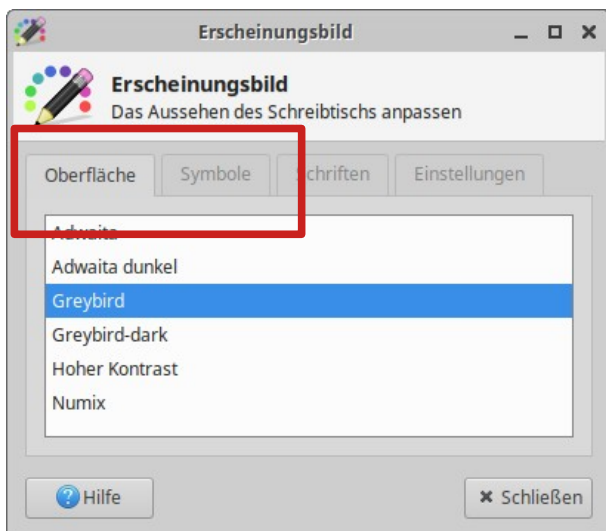 Erscheinungsbild
Erscheinungsbild
Das Aussehen des Schreibtischs anpassen
Oberfläche Symbole Schriften Einstellungen
Adwaita
Adwaita dunkel
Greybird
Greybird-dark
Hoher Kontrast
Numix
Hilfe Schließen